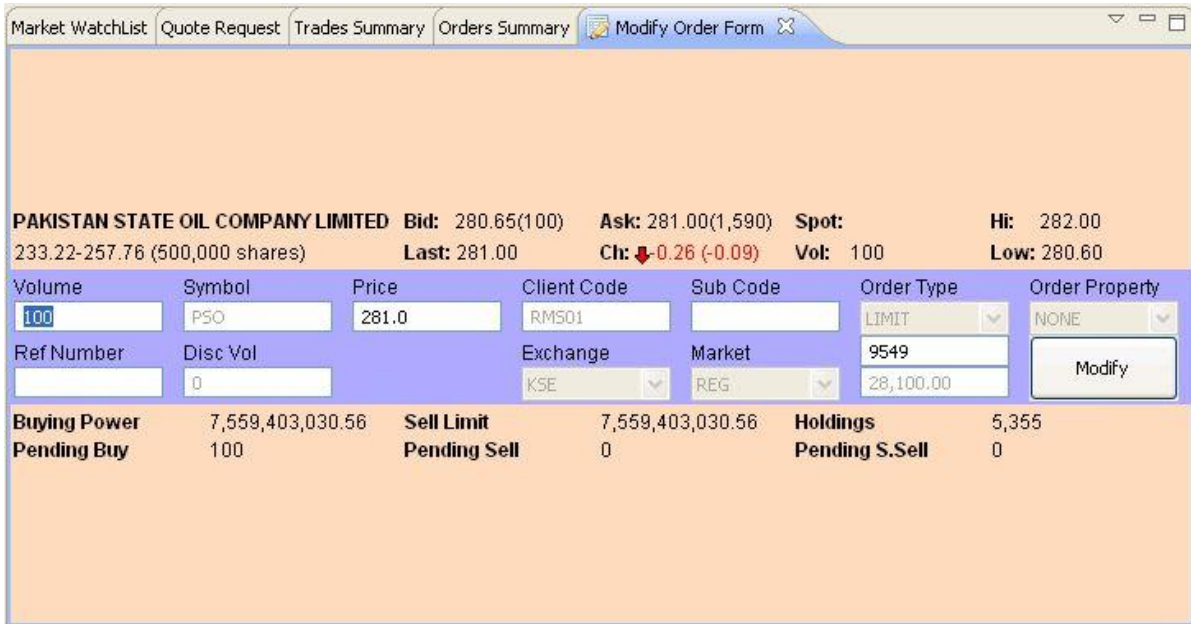 Market WatchList Quote Request Trades Summary Orders Summary Modify Order Form
PAKISTAN STATE OIL COMPANY LIMITED Bid: 280.65(100) Ask: 281.00(1,590) Spot: Hi: 282.00
233.22-257.76 (500,000 shares) Last: 281.00 Ch: -0.26 (-0.09) Vol: 100 Low: 280.60
Volume Symbol Price Client Code Sub Code Order Type Order Property
100 PSO 281.0 RMS01 LIMIT NONE
Ref Number Disc Vol Exchange Market 9549 Modify
0 KSE REG 28,100.00
Buying Power 7,559,403,030.56 Sell Limit 7,559,403,030.56 Holdings 5,355
Pending Buy 100 Pending Sell 0 Pending S.Sell 0